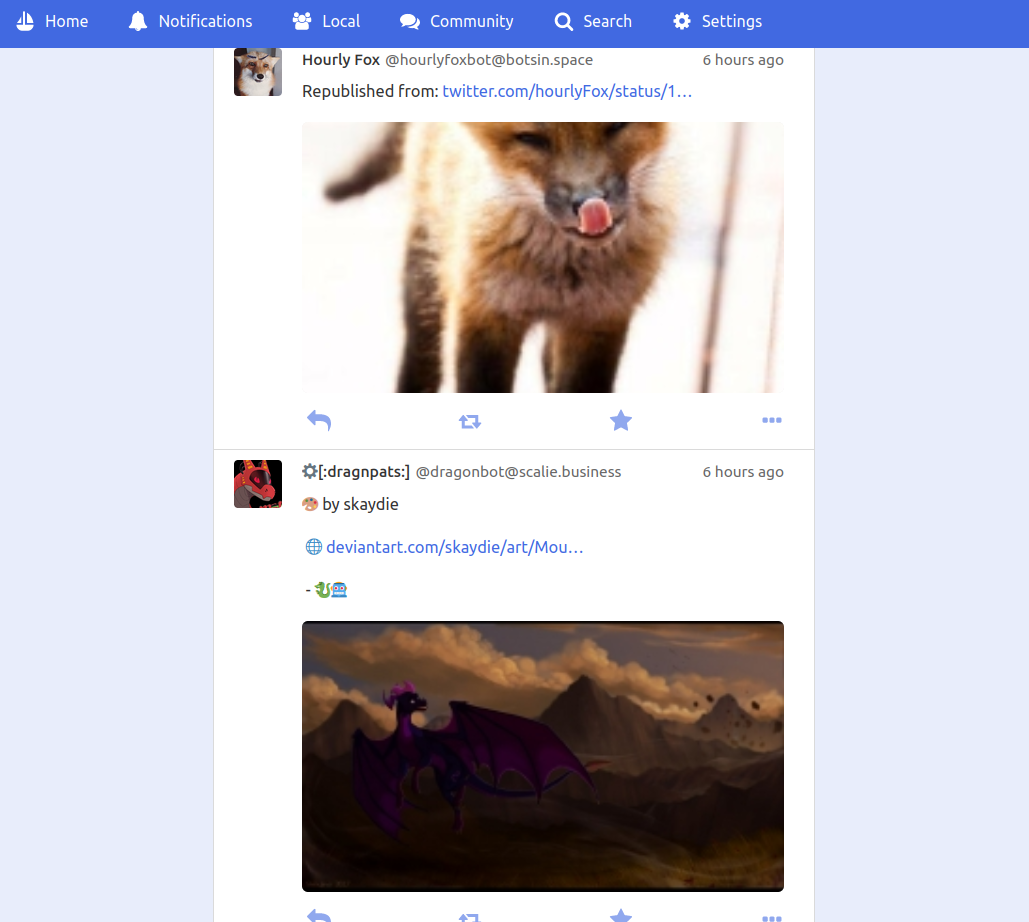 Home Notifications Local Community Search Settings
Hourly Fox @hourlyfoxbot@botsin.space 6 hours ago
Republished from: twitter.com/hourlyFox/status/1…
[:dragnpats:] @dragonbot@scalie.business 6 hours ago
🎨 by skaydie
🌐 deviantart.com/skaydie/art/Mou…
- 🐉🤖